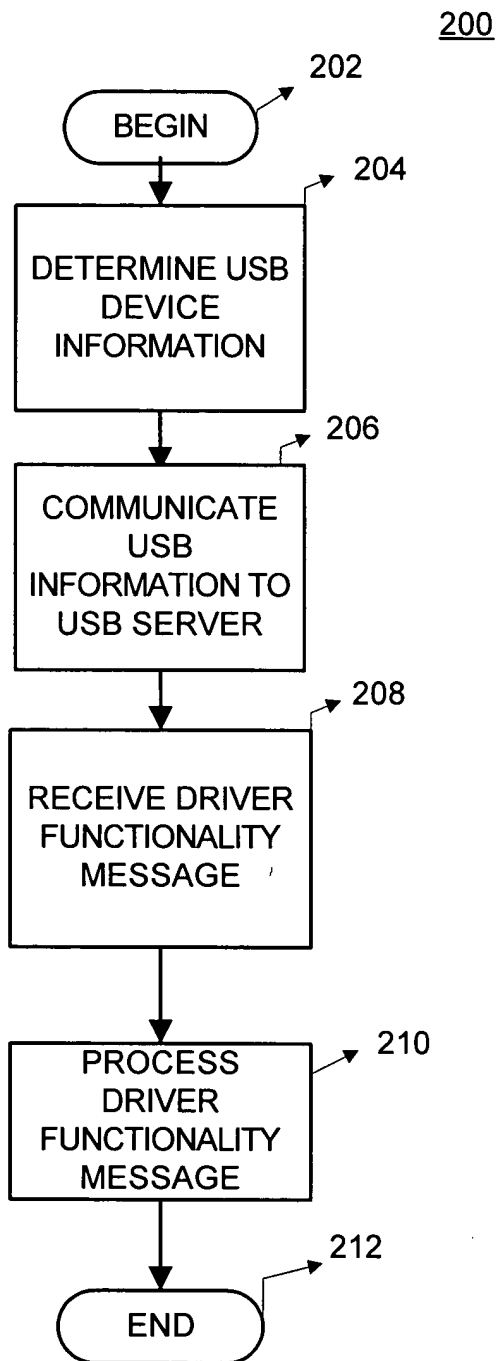 200
202
BEGIN
204
DETERMINE USB
DEVICE
INFORMATION
206
COMMUNICATE
USB
INFORMATION TO
USB SERVER
208
RECEIVE DRIVER
FUNCTIONALITY
MESSAGE
210
PROCESS
DRIVER
FUNCTIONALITY
MESSAGE
212
END